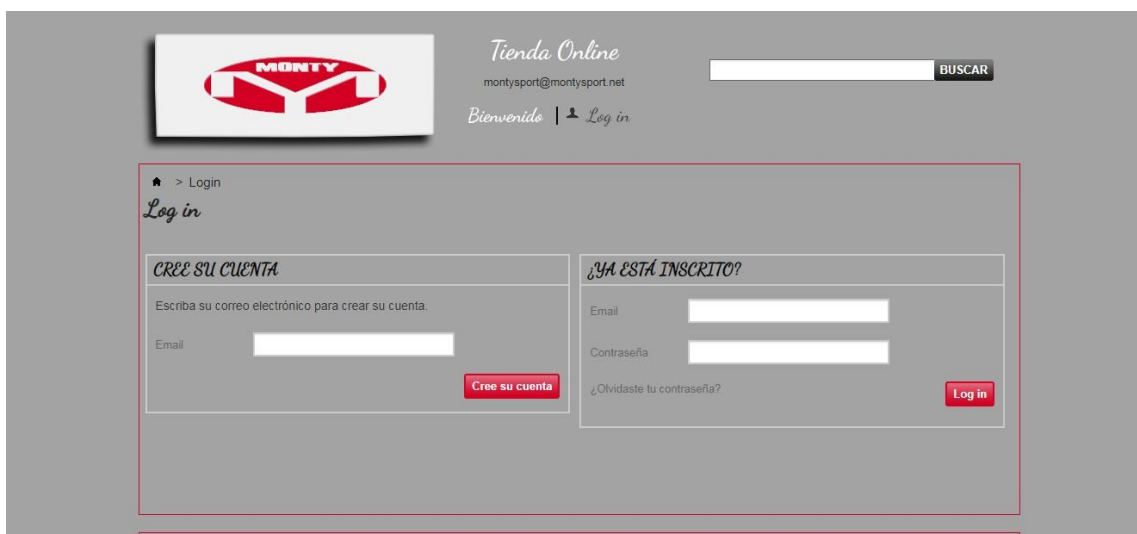 MONTY
Tienda Online
montysport@montysport.net
BUSCAR
Bienvenido
Log in
> Login
Log in
CREE SU CUENTA
Escriba su correo electrónico para crear su cuenta.
Email
Cree su cuenta
¿YA ESTÁ INSCRITO?
Email
Contraseña
¿Olvidaste tu contraseña?
Log in